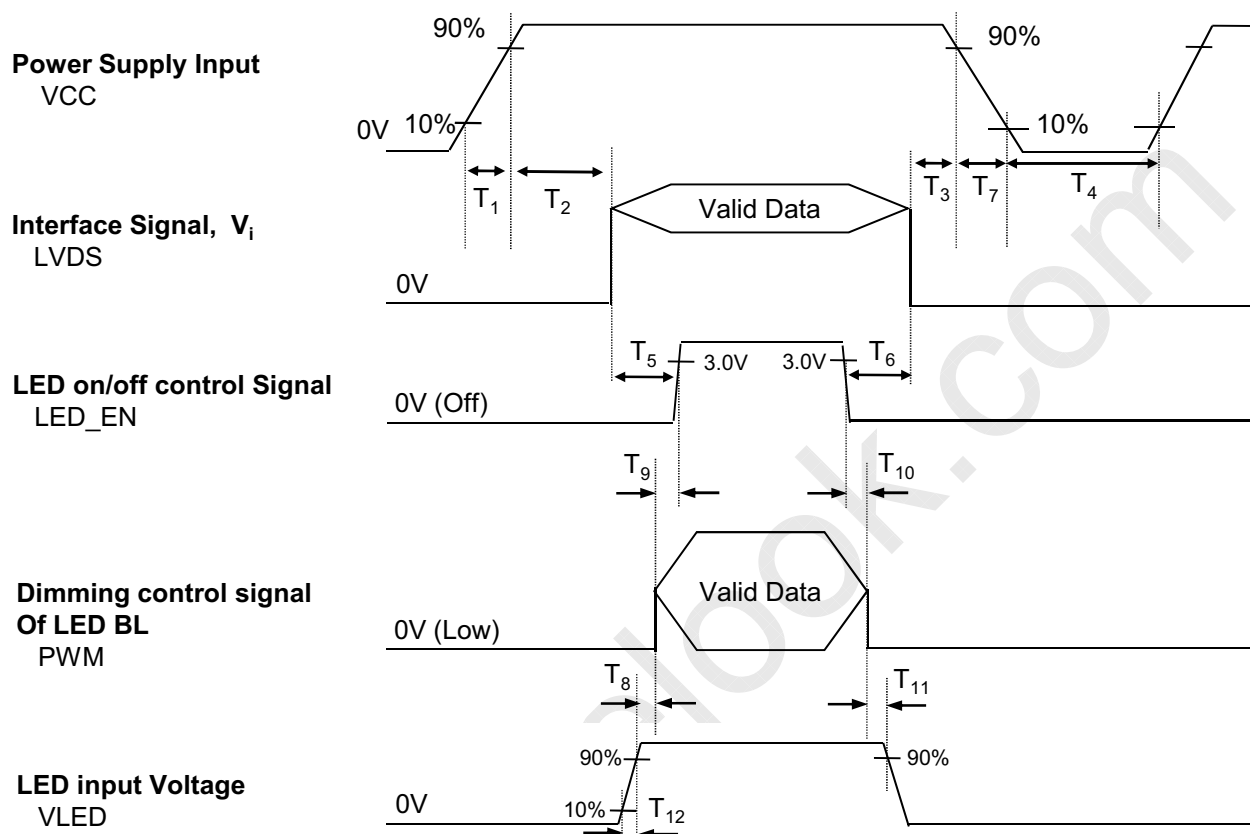 90%
90%
Power Supply Input
VCC
0V 10%
10%
T1
T2
T3
T7
T4
Valid Data
Interface Signal, Vi
LVDS
0V
T5
3.0V
3.0V
T6
LED on/off control Signal
LED_EN
0V (Off)
T9
T10
Dimming control signal
Of LED BL
PWM
Valid Data
0V (Low)
T8
T11
90%
90%
LED input Voltage
VLED
0V
10%
T12
alook.com